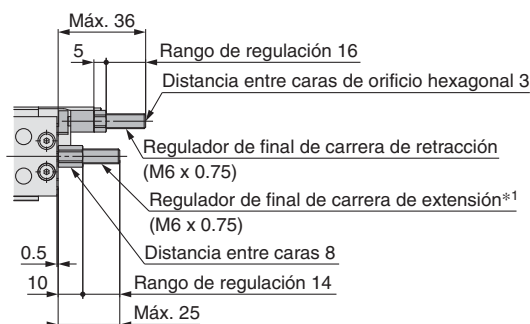 Máx. 36
5
Rango de regulación 16
Distancia entre caras de orificio hexagonal 3
Regulador de final de carrera de retracción
(M6 x 0.75)
Regulador de final de carrera de extensión*1
(M6 x 0.75)
0.5
Distancia entre caras 8
10
Rango de regulación 14
Máx. 25